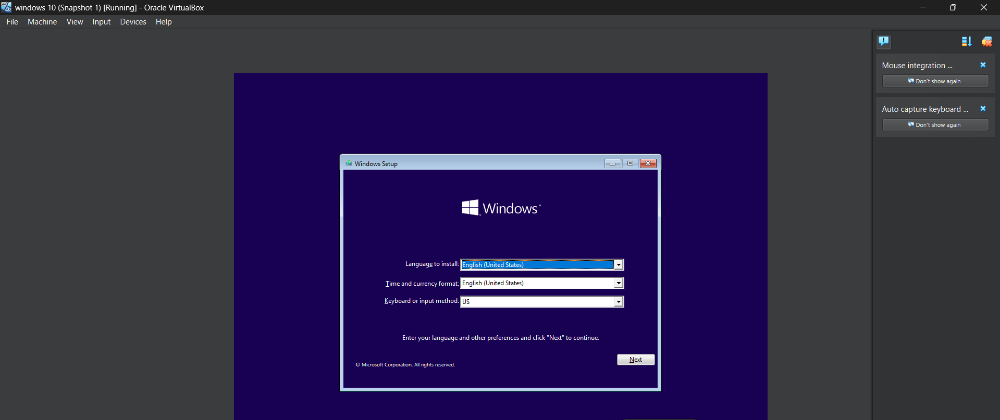 windows 10 (Snapshot 1) [Running] - Oracle VirtualBox
File Machine View Input Devices Help
Mouse integration ...
Don't show again
Auto capture keyboard ...
Don't show again
Windows Setup
Windows
Language to install: English (United States)
Time and currency format: English (United States)
Keyboard or input method: US
Enter your language and other preferences and click "Next" to continue.
Next
© Microsoft Corporation. All rights reserved.